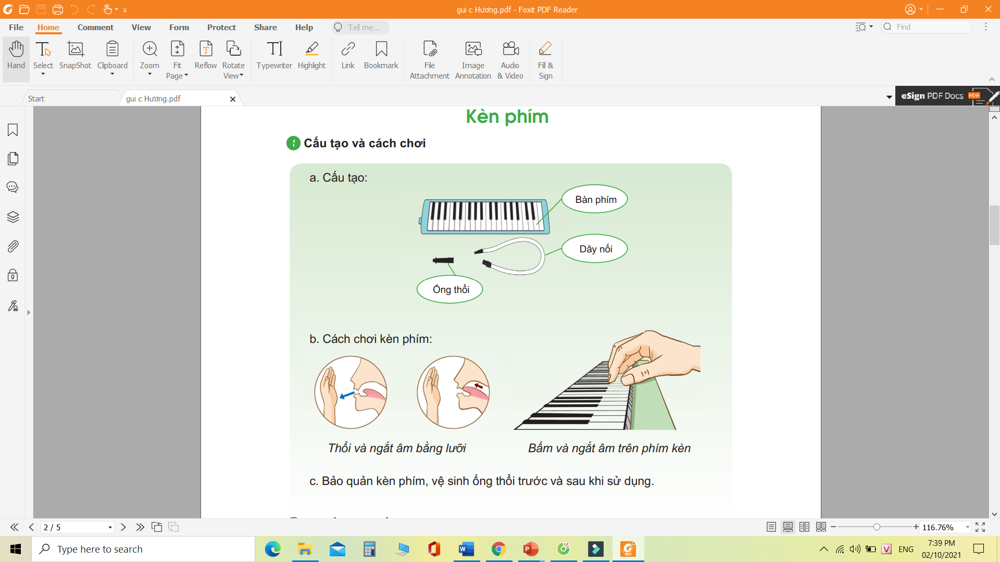 gui c Hương.pdf - Foxit PDF Reader
File Home Comment View Form Protect Share Help Tell me... Find
Hand Select SnapShot Clipboard Zoom Fit Page Reflow Rotate View Typewriter Highlight Link Bookmark File Attachment Image Annotation Audio & Video Fill & Sign
Start gui c Hương.pdf eSign PDF Docs PDF
Kèn phím
1 Cấu tạo và cách chơi
a. Cấu tạo:
Bàn phím
Dây nối
Ống thổi
b. Cách chơi kèn phím:
Thổi và ngắt âm bằng lưỡi Bấm và ngắt âm trên phím kèn
c. Bảo quản kèn phím, vệ sinh ống thổi trước và sau khi sử dụng.
2 / 5 116.76%
Type here to search ENG 7:39 PM
02/10/2021